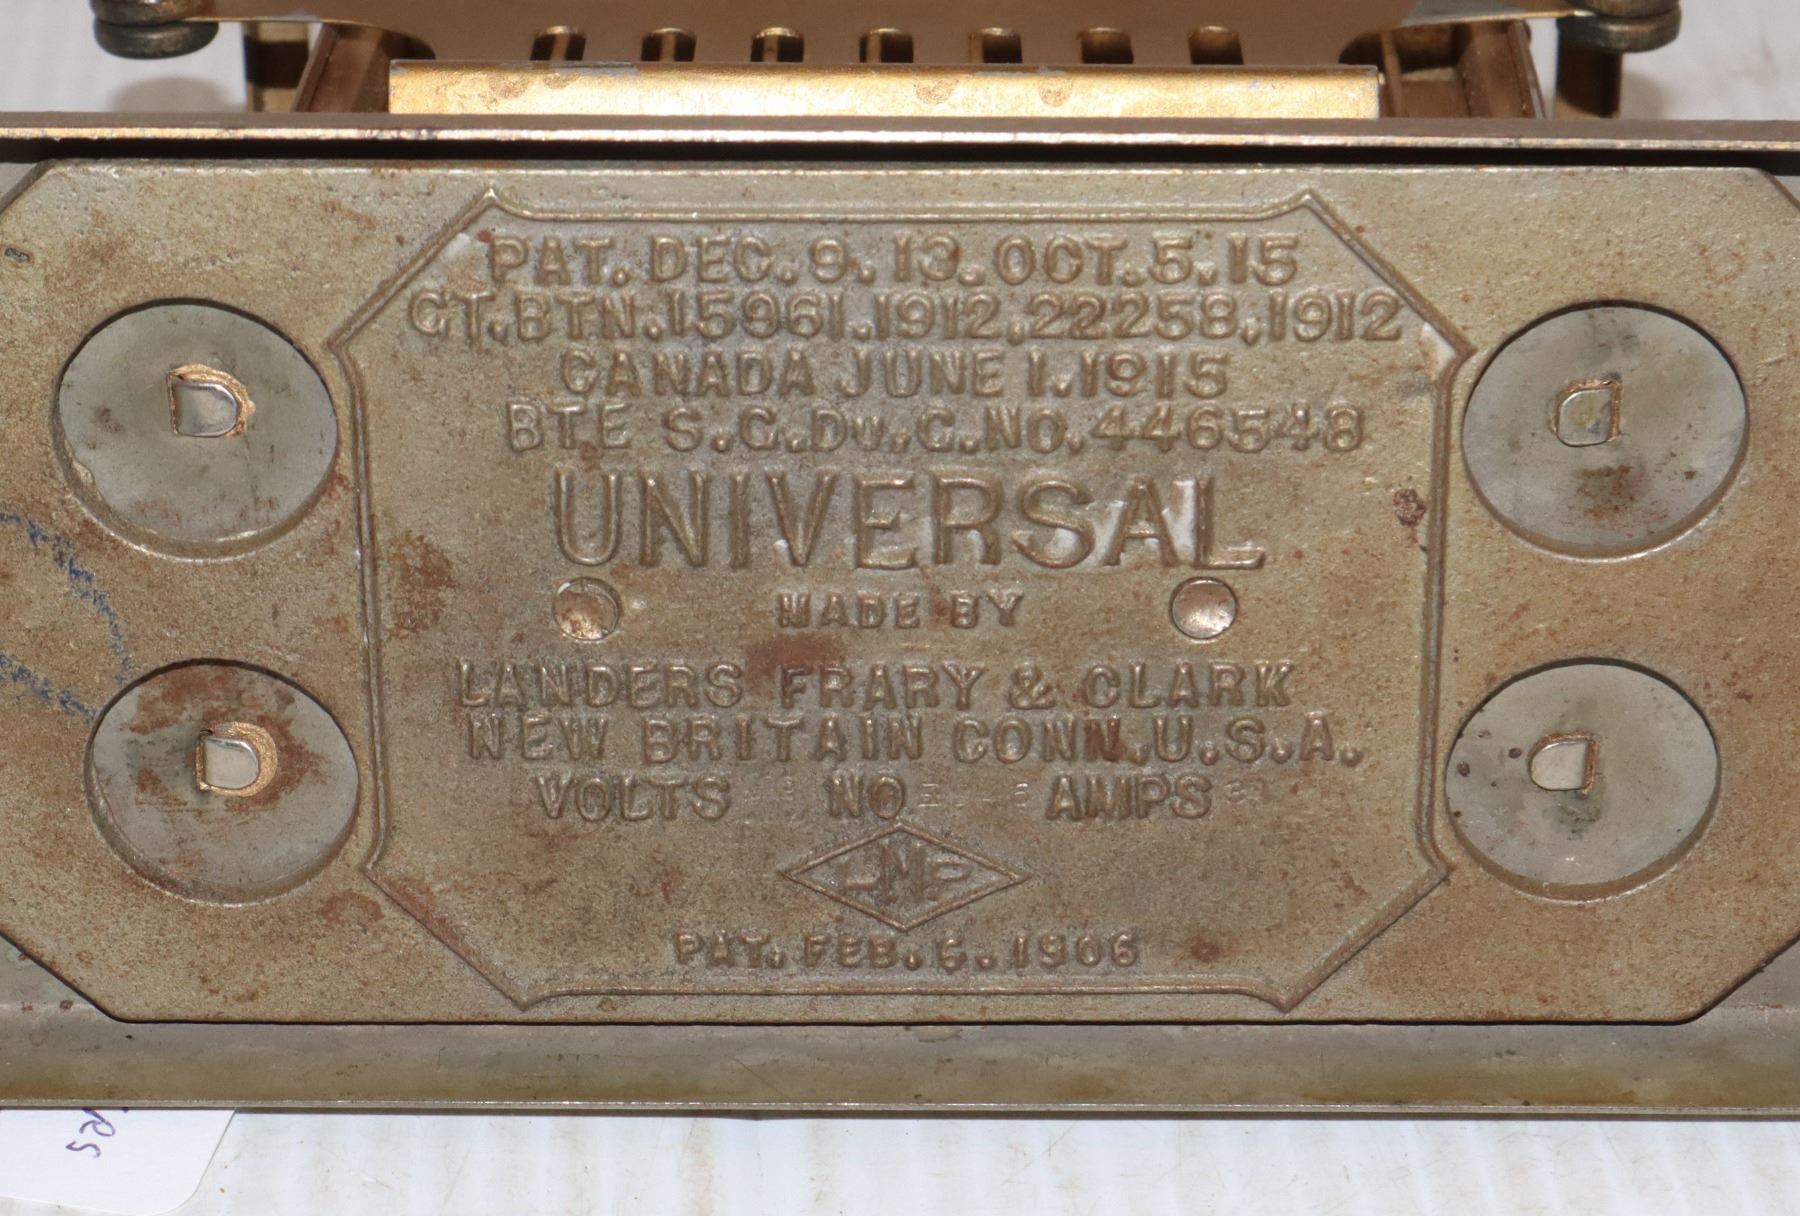 PAT. DEC. 9. 13. OCT. 5. 15
GT. BTN. 15961. 1912, 22258, 1912
CANADA JUNE 1. 1915
BTE S.G.Du.G. NO. 446548
UNIVERSAL
MADE BY
LANDERS FRARY & CLARK
NEW BRITAIN CONN. U.S.A.
VOLTS NO AMPS
PAT. FEB. 6. 1906